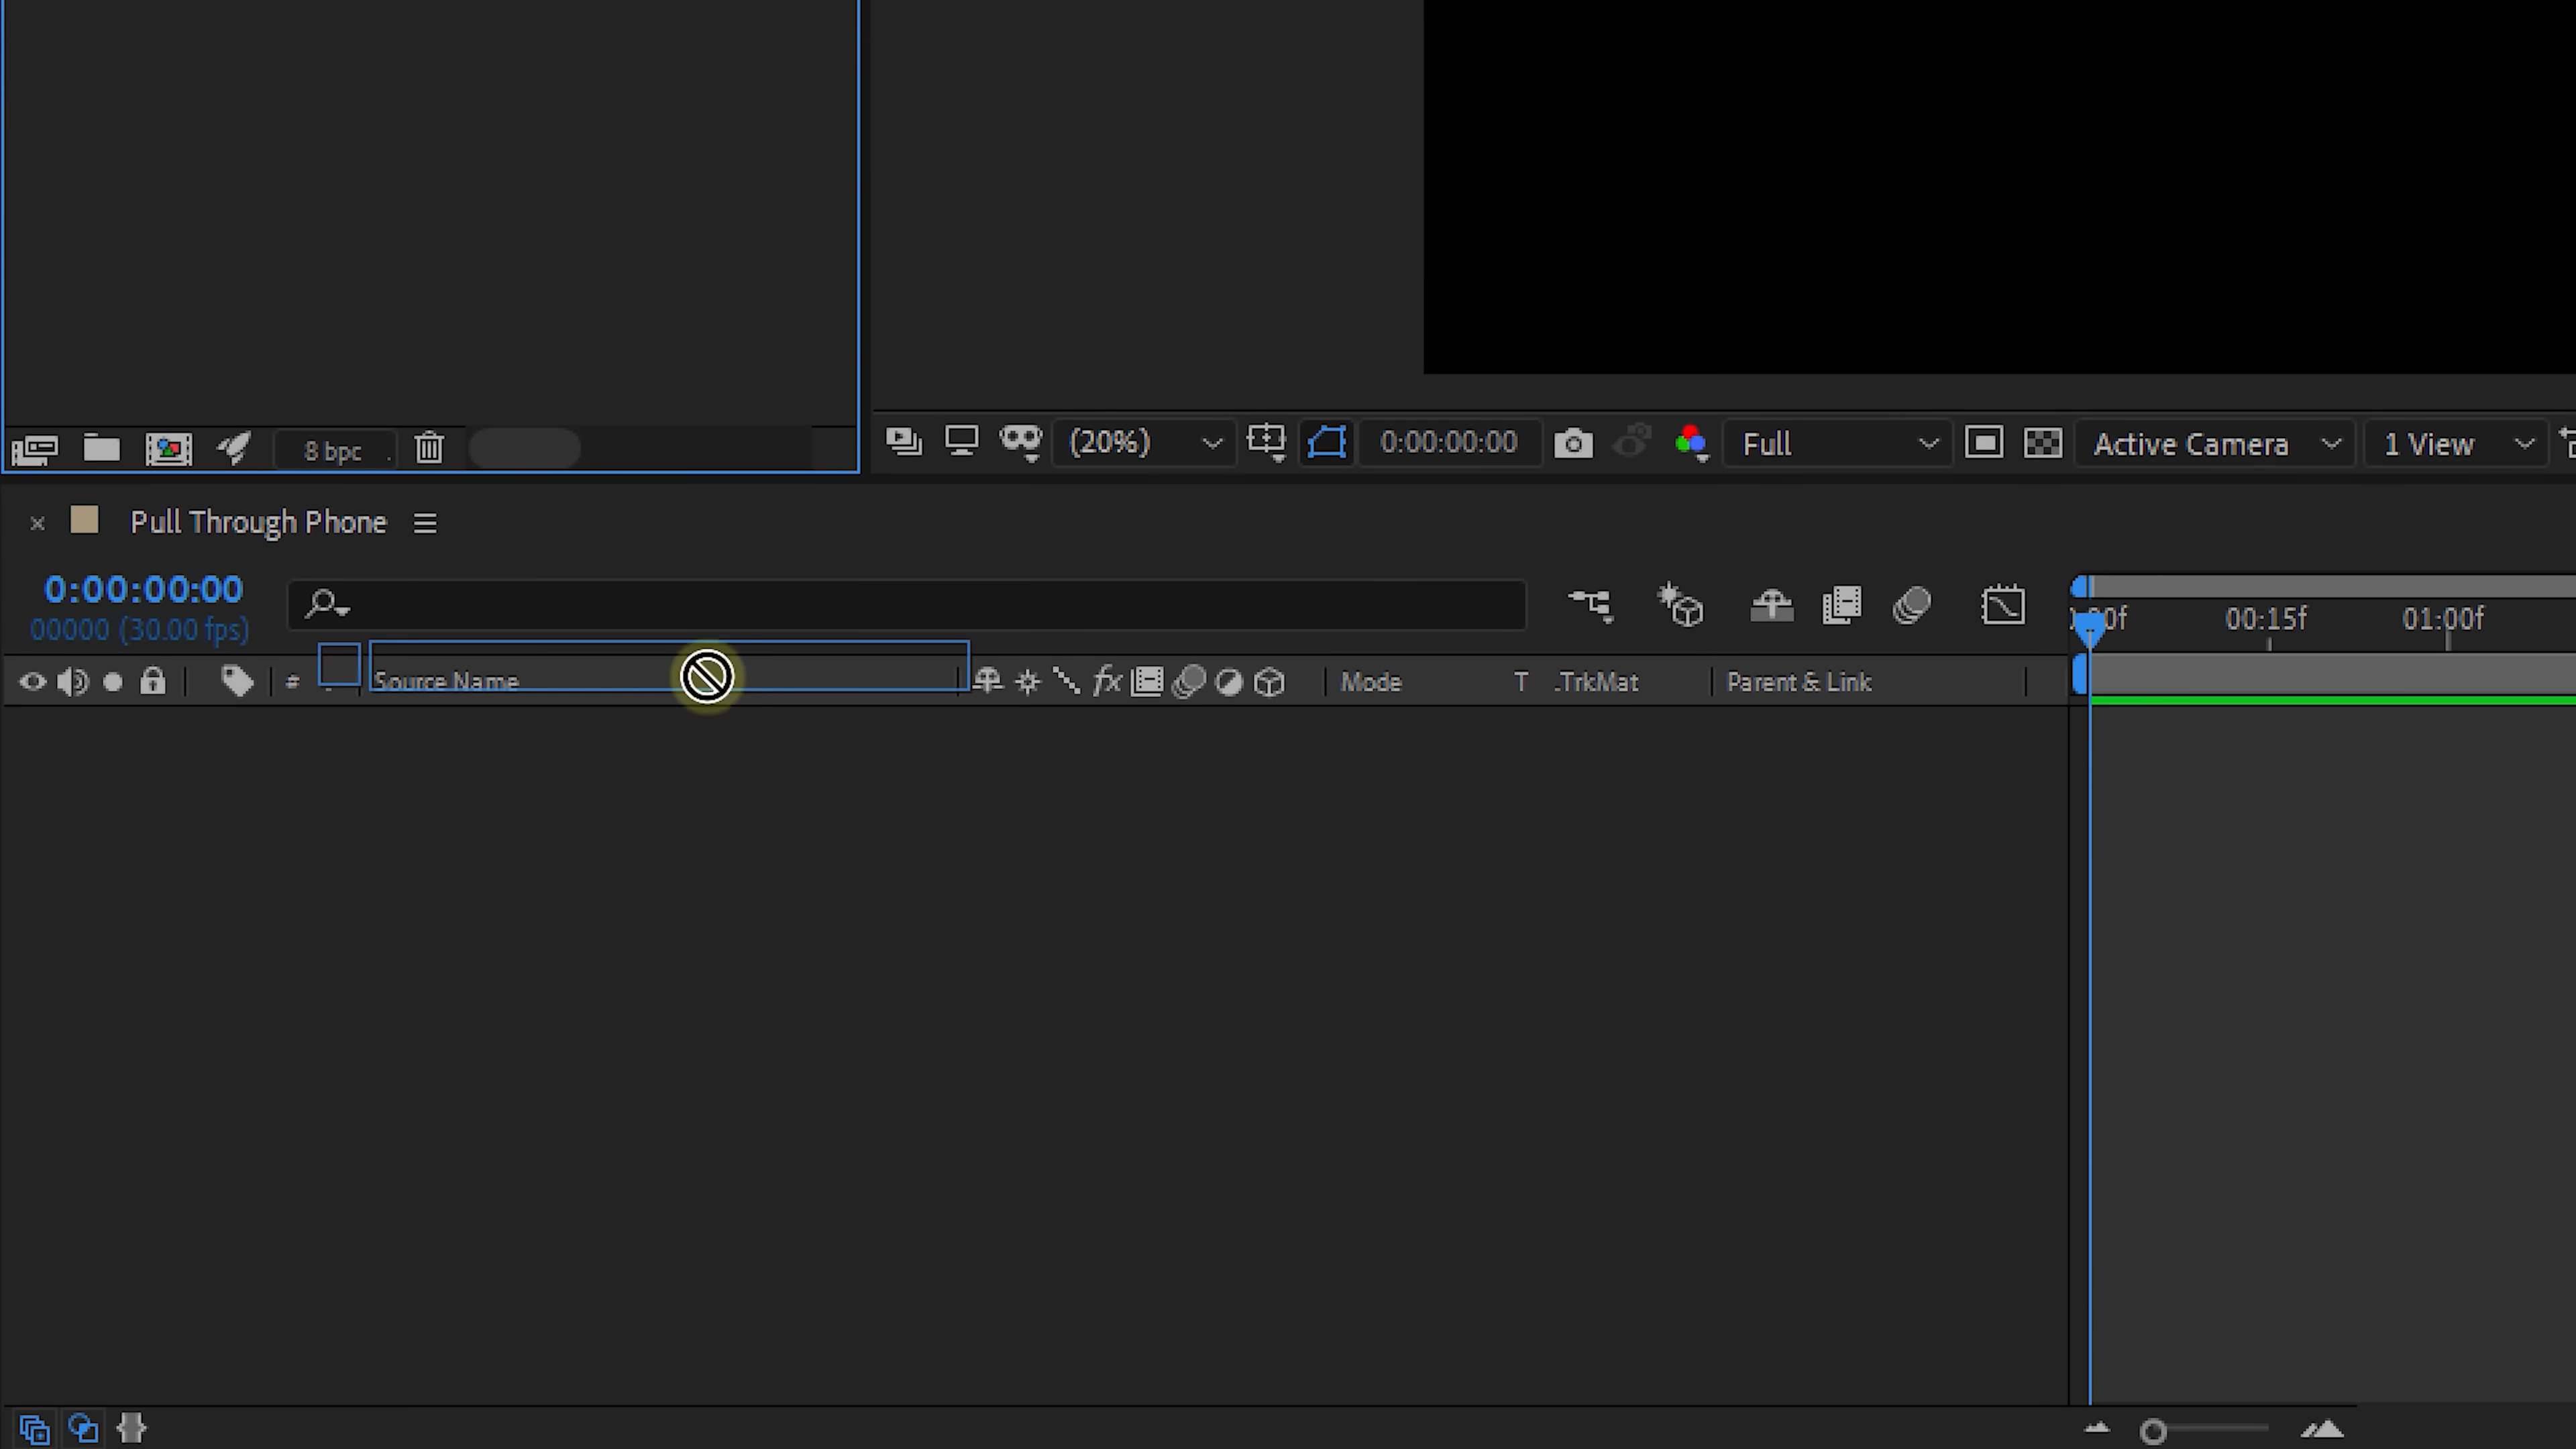 8 bpc
(20%)
0:00:00:00
Full
Active Camera
1 View
Pull Through Phone
0:00:00:00
00000 (30.00 fps)
00:15f
01:00f
#
Source Name
fx
Mode
T
.TrkMat
Parent & Link